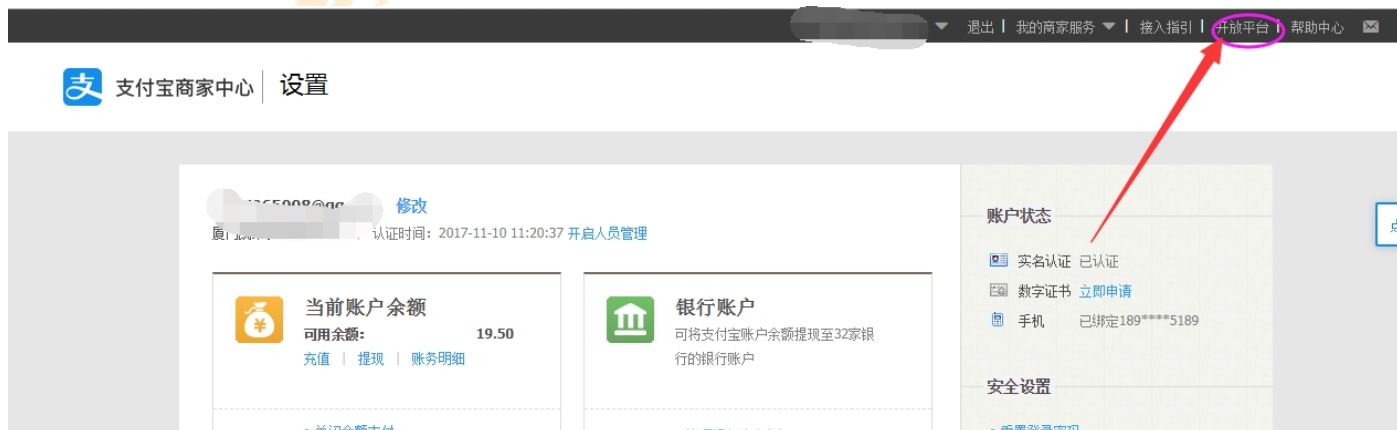 退出 | 我的商家服务 | 接入指引 | 开放平台 | 帮助中心
支 支付宝商家中心 | 设置
修改
认证时间：2017-11-10 11:20:37 开启人员管理
当前账户余额
可用余额： 19.50
充值 | 提现 | 账务明细
银行账户
可将支付宝账户余额提现至32家银
行的银行账户
账户状态
实名认证 已认证
数字证书 立即申请
手机 已绑定189****5189
安全设置